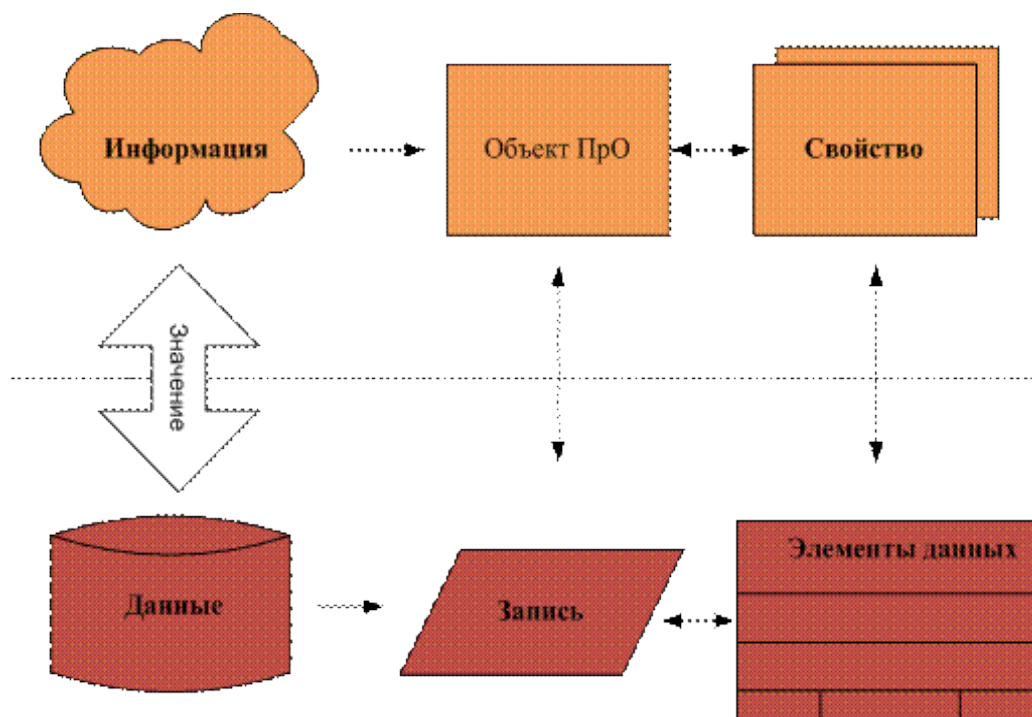 Информация
Объект ПрО
Свойство
Значение
Данные
Запись
Элементы данных